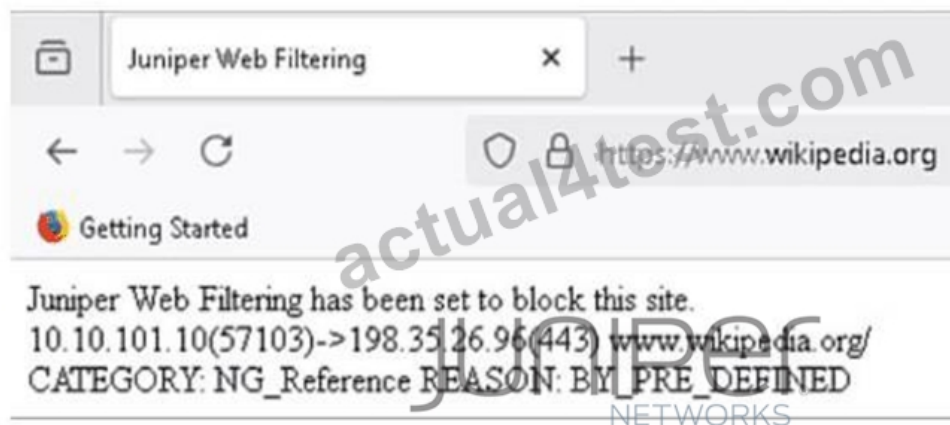 Juniper Web Filtering
https://www.wikipedia.org
Getting Started
actual4test.com
Juniper Web Filtering has been set to block this site.
10.10.101.10(57103)->198.35.26.96(443) www.wikipedia.org/
CATEGORY: NG_Reference REASON: BY_PRE_DEFINED
JUNIPER
NETWORKS